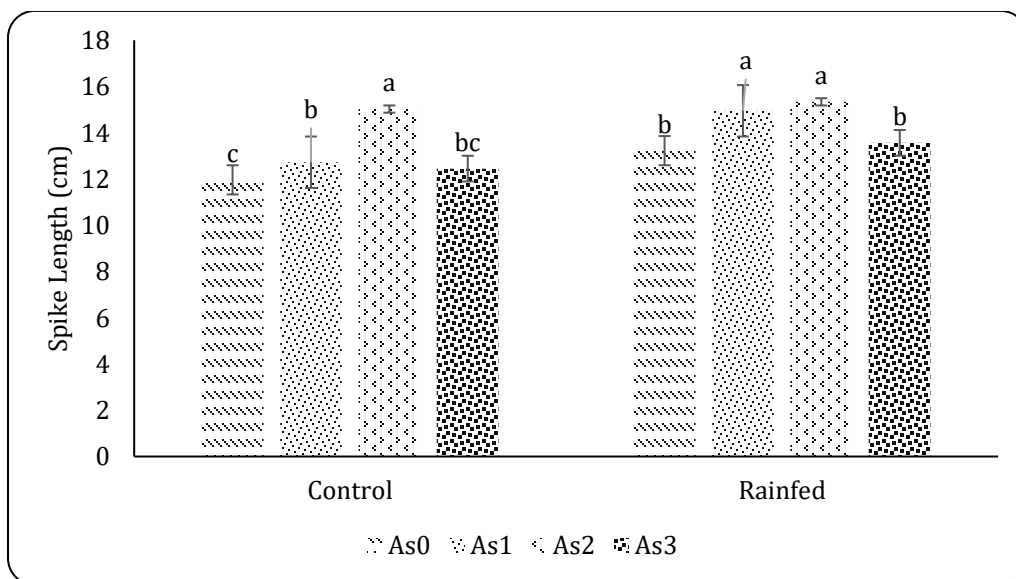 18
16
14
12
10
8
6
4
2
0
Spike Length (cm)
c
b
a
bc
b
a
a
b
Control
Rainfed
As0 As1 As2 As3